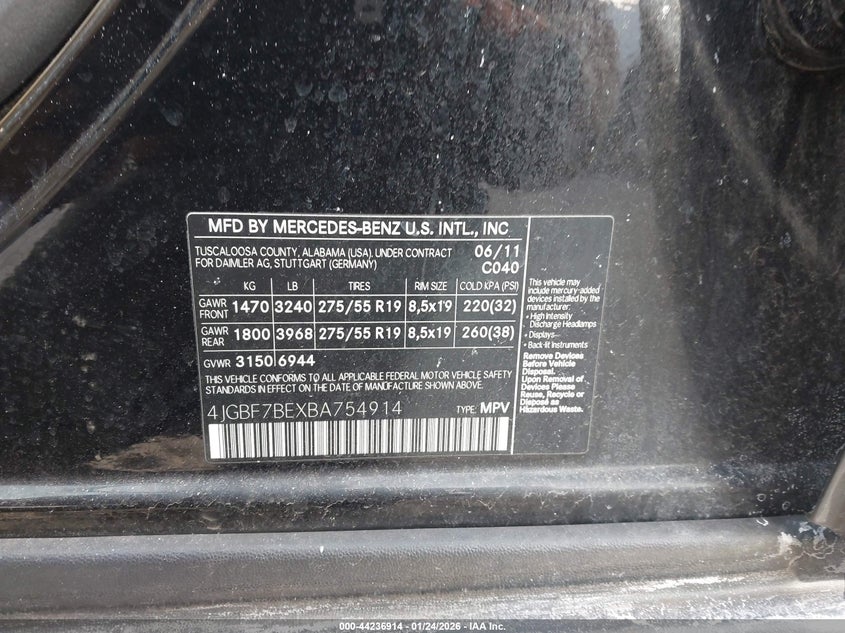 MFD BY MERCEDES-BENZ U.S. INTL., INC
TUSCALOOSA COUNTY, ALABAMA (USA). UNDER CONTRACT 06/11
FOR DAIMLER AG, STUTTGART (GERMANY) C040
KG LB TIRES RIM SIZE COLD KPA (PSI)
GAWR FRONT 1470 3240 275/55 R19 8,5x19 220(32)
GAWR REAR 1800 3968 275/55 R19 8,5x19 260(38)
GVWR 3150 6944
THIS VEHICLE CONFORMS TO ALL APPLICABLE FEDERAL MOTOR VEHICLE SAFETY
STANDARDS IN EFFECT ON THE DATE OF MANUFACTURE SHOWN ABOVE.
4JGBF7BEXBA754914 TYPE: MPV
This vehicle may
include mercury-added
devices installed by the
manufacturer:
• High Intensity
Discharge Headlamps
• Displays
• Back-lit Instruments
Remove Devices
Before Vehicle
Disposal.
Upon Removal of
Devices Please
Reuse, Recycle or
Dispose as
Hazardous Waste.
000-44236914 - 01/24/2026 - IAA Inc.